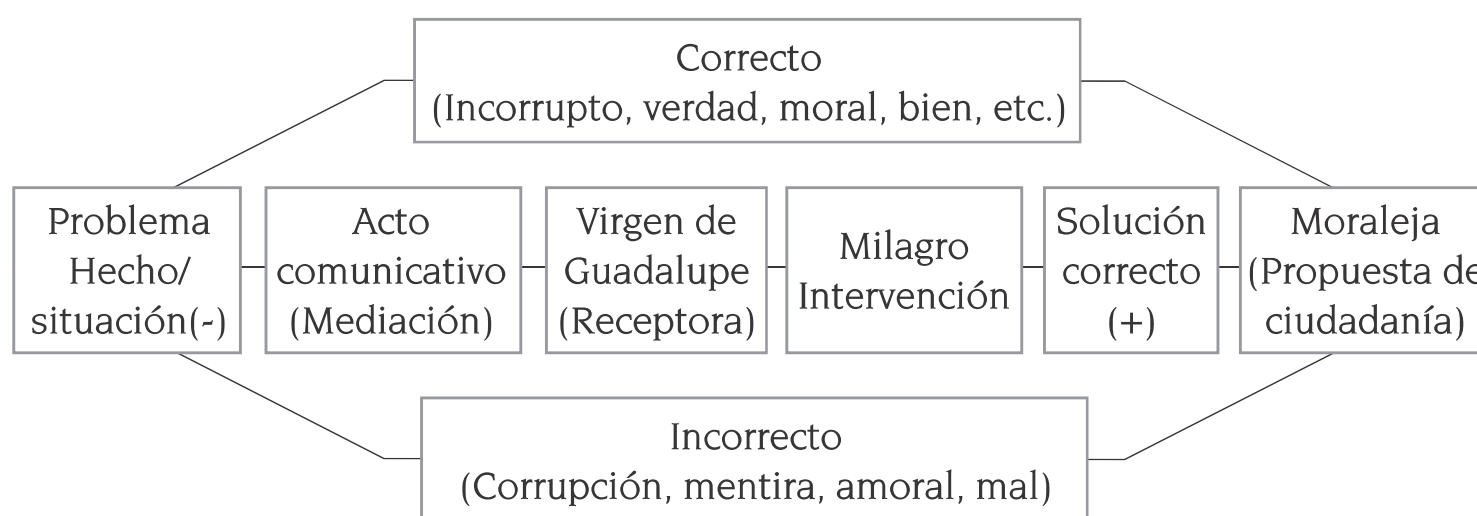 Correcto
(Incorrupto, verdad, moral, bien, etc.)
Problema
Hecho/
situación(-)
Acto
comunicativo
(Mediación)
Virgen de
Guadalupe
(Receptora)
Milagro
Intervención
Solución
correcto
(+)
Moraleja
(Propuesta de
ciudadanía)
Incorrecto
(Corrupción, mentira, amoral, mal)